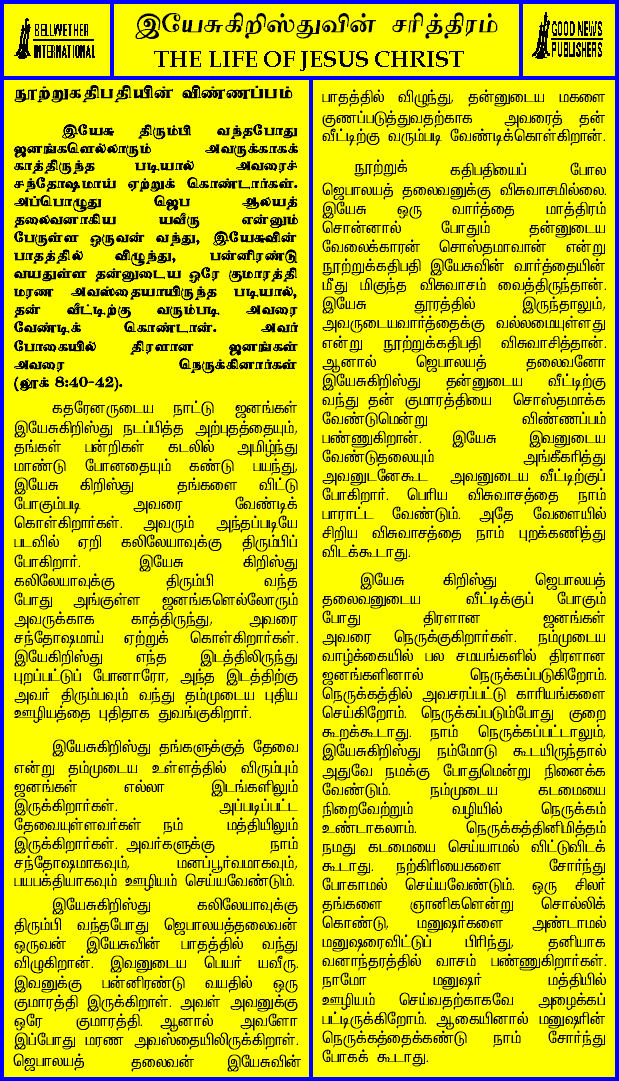 BELLWETHER
INTERNATIONAL
இயேசுகிறிஸ்துவின் சரித்திரம்
THE LIFE OF JESUS CHRIST
GOOD NEWS
PUBLISHERS
நூற்றுகதிபதியின் விண்ணப்பம்
இயேசு திரும்பி வந்தபோது
ஜனங்களெல்லாரும் அவருக்காகக்
காத்திருந்த படியால் அவரைச்
சந்தோஷமாய் ஏற்றுக் கொண்டார்கள்.
அப்பொழுது ஜெப ஆலயத்
தலைவனாகிய யவீரு என்னும்
பேருள்ள ஒருவன் வந்து, இயேசுவின்
பாதத்தில் விழுந்து, பன்னிரண்டு
வயதுள்ள தன்னுடைய ஒரே குமாரத்தி
மரண அவஸ்தையாயிருந்த படியால்,
தன் வீட்டிற்கு வரும்படி அவரை
வேண்டிக் கொண்டான். அவர்
போகையில் திரளான ஜனங்கள்
அவரை நெருக்கினார்கள்
(லூக் 8:40-42).
கதரேனருடைய நாட்டு ஜனங்கள்
இயேசுகிறிஸ்து நடப்பித்த அற்புதத்தையும்,
தங்கள் பன்றிகள் கடலில் அமிழ்ந்து
மாண்டு போனதையும் கண்டு பயந்து,
இயேசு கிறிஸ்து தங்களை விட்டு
போகும்படி அவரை வேண்டிக்
கொள்கிறார்கள். அவரும் அந்தப்படியே
படவில் ஏறி கலிலேயாவுக்கு திரும்பிப்
போகிறார். இயேசு கிறிஸ்து
கலிலேயாவுக்கு திரும்பி வந்த
போது அங்குள்ள ஜனங்களெல்லோரும்
அவருக்காக காத்திருந்து, அவரை
சந்தோஷமாய் ஏற்றுக் கொள்கிறார்கள்.
இயேகிறிஸ்து எந்த இடத்திலிருந்து
புறப்பட்டுப் போனாரோ, அந்த இடத்திற்கு
அவர் திரும்பவும் வந்து தம்முடைய புதிய
ஊழியத்தை புதிதாக துவங்குகிறார்.
இயேசுகிறிஸ்து தங்களுக்குத் தேவை
என்று தம்முடைய உள்ளத்தில் விரும்பும்
ஜனங்கள் எல்லா இடங்களிலும்
இருக்கிறார்கள். அப்படிப்பட்ட
தேவையுள்ளவர்கள் நம் மத்தியிலும்
இருக்கிறார்கள். அவர்களுக்கு நாம்
சந்தோஷமாகவும், மனப்பூர்வமாகவும்,
பயபக்தியாகவும் ஊழியம் செய்யவேண்டும்.
இயேசுகிறிஸ்து கலிலேயாவுக்கு
திரும்பி வந்தபோது ஜெபாலயத்தலைவன்
ஒருவன் இயேசுவின் பாதத்தில் வந்து
விழுகிறான். இவனுடைய பெயர் யவீரு.
இவனுக்கு பன்னிரண்டு வயதில் ஒரு
குமாரத்தி இருக்கிறாள். அவள் அவனுக்கு
ஒரே குமாரத்தி. ஆனால் அவளோ
இப்போது மரண அவஸ்தையிலிருக்கிறாள்.
ஜெபாலயத் தலைவன் இயேசுவின்
பாதத்தில் விழுந்து, தன்னுடைய மகளை
குணப்படுத்துவதற்காக அவரைத் தன்
வீட்டிற்கு வரும்படி வேண்டிக்கொள்கிறான்.
நூற்றுக் கதிபதியைப் போல
ஜெபாலயத் தலைவனுக்கு விசுவாசமில்லை.
இயேசு ஒரு வார்த்தை மாத்திரம்
சொன்னால் போதும் தன்னுடைய
வேலைக்காரன் சொஸ்தமாவான் என்று
நூற்றுக்கதிபதி இயேசுவின் வார்த்தையின்
மீது மிகுந்த விசுவாசம் வைத்திருந்தான்.
இயேசு தூரத்தில் இருந்தாலும்,
அவருடையவார்த்தைக்கு வல்லமையுள்ளது
என்று நூற்றுக்கதிபதி விசுவாசித்தான்.
ஆனால் ஜெபாலயத் தலைவனோ
இயேசுகிறிஸ்து தன்னுடைய வீட்டிற்கு
வந்து தன் குமாரத்தியை சொஸ்தமாக்க
வேண்டுமென்று விண்ணப்பம்
பண்ணுகிறான். இயேசு இவனுடைய
வேண்டுதலையும் அங்கீகரித்து
அவனுடனேகூட அவனுடைய வீட்டிற்குப்
போகிறார். பெரிய விசுவாசத்தை நாம்
பாராட்ட வேண்டும். அதே வேளையில்
சிறிய விசுவாசத்தை நாம் புறக்கணித்து
விடக்கூடாது.
இயேசு கிறிஸ்து ஜெபாலயத்
தலைவனுடைய வீட்டிக்குப் போகும்
போது திரளான ஜனங்கள்
அவரை நெருக்குகிறார்கள். நம்முடைய
வாழ்க்கையில் பல சமயங்களில் திரளான
ஜனங்களினால் நெருக்கப்படுகிறோம்.
நெருக்கத்தில் அவசரப்பட்டு காரியங்களை
செய்கிறோம். நெருக்கப்படும்போது குறை
கூறக்கூடாது. நாம் நெருக்கப்பட்டாலும்,
இயேசுகிறிஸ்து நம்மோடு கூடயிருந்தால்
அதுவே நமக்கு போதுமென்று நினைக்க
வேண்டும். நம்முடைய கடமையை
நிறைவேற்றும் வழியில் நெருக்கம்
உண்டாகலாம். நெருக்கத்தினிமித்தம்
நமது கடமையை செய்யாமல் விட்டுவிடக்
கூடாது. நற்கிரியைகளை சோர்ந்து
போகாமல் செய்யவேண்டும். ஒரு சிலர்
தங்களை ஞானிகளென்று சொல்லிக்
கொண்டு, மனுஷர்களை அண்டாமல்
மனுஷரைவிட்டுப் பிரிந்து, தனியாக
வனாந்தரத்தில் வாசம் பண்ணுகிறார்கள்.
நாமோ மனுஷர் மத்தியில்
ஊழியம் செய்வதற்காகவே அழைக்கப்
பட்டிருக்கிறோம். ஆகையினால் மனுஷரின்
நெருக்கத்தைக்கண்டு நாம் சோர்ந்து
போகக் கூடாது.